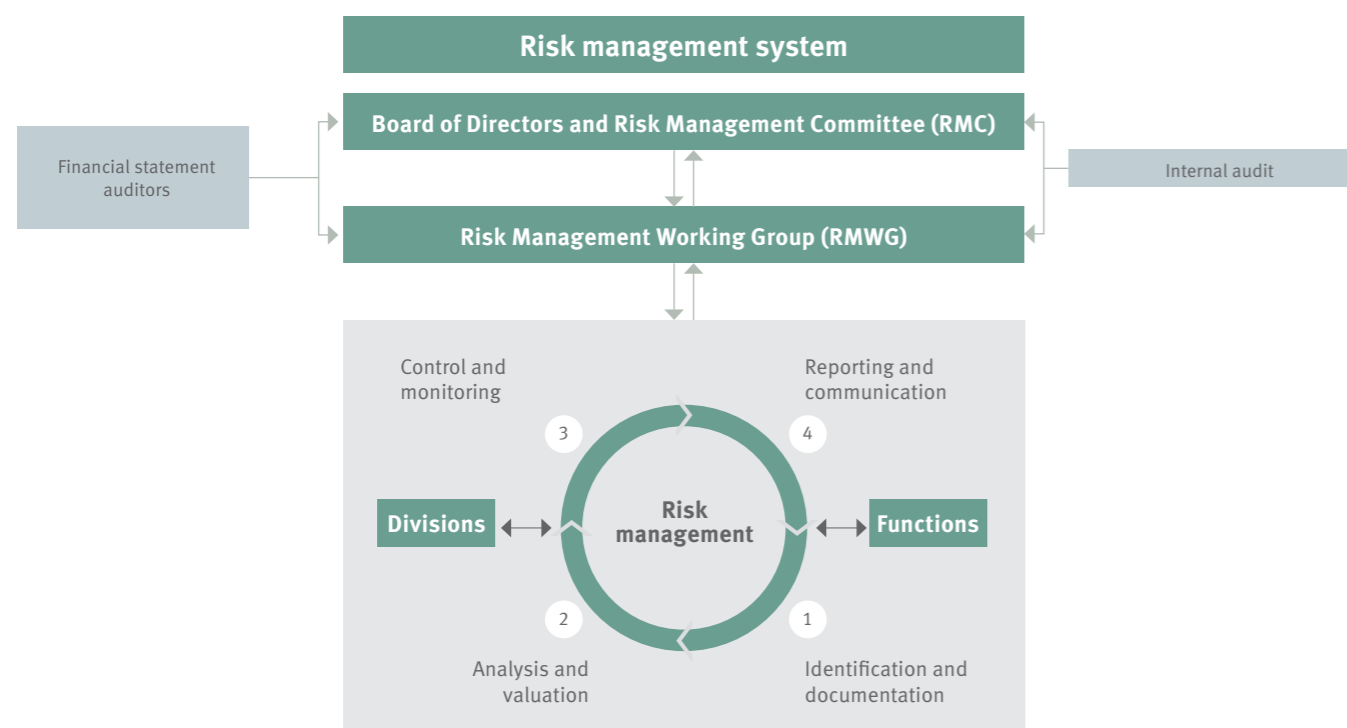 Risk management system
Board of Directors and Risk Management Committee (RMC)
Financial statement
auditors
Internal audit
Risk Management Working Group (RMWG)
Control and
monitoring
Reporting and
communication
3
4
Divisions
Risk
management
Functions
2
1
Analysis and
valuation
Identification and
documentation